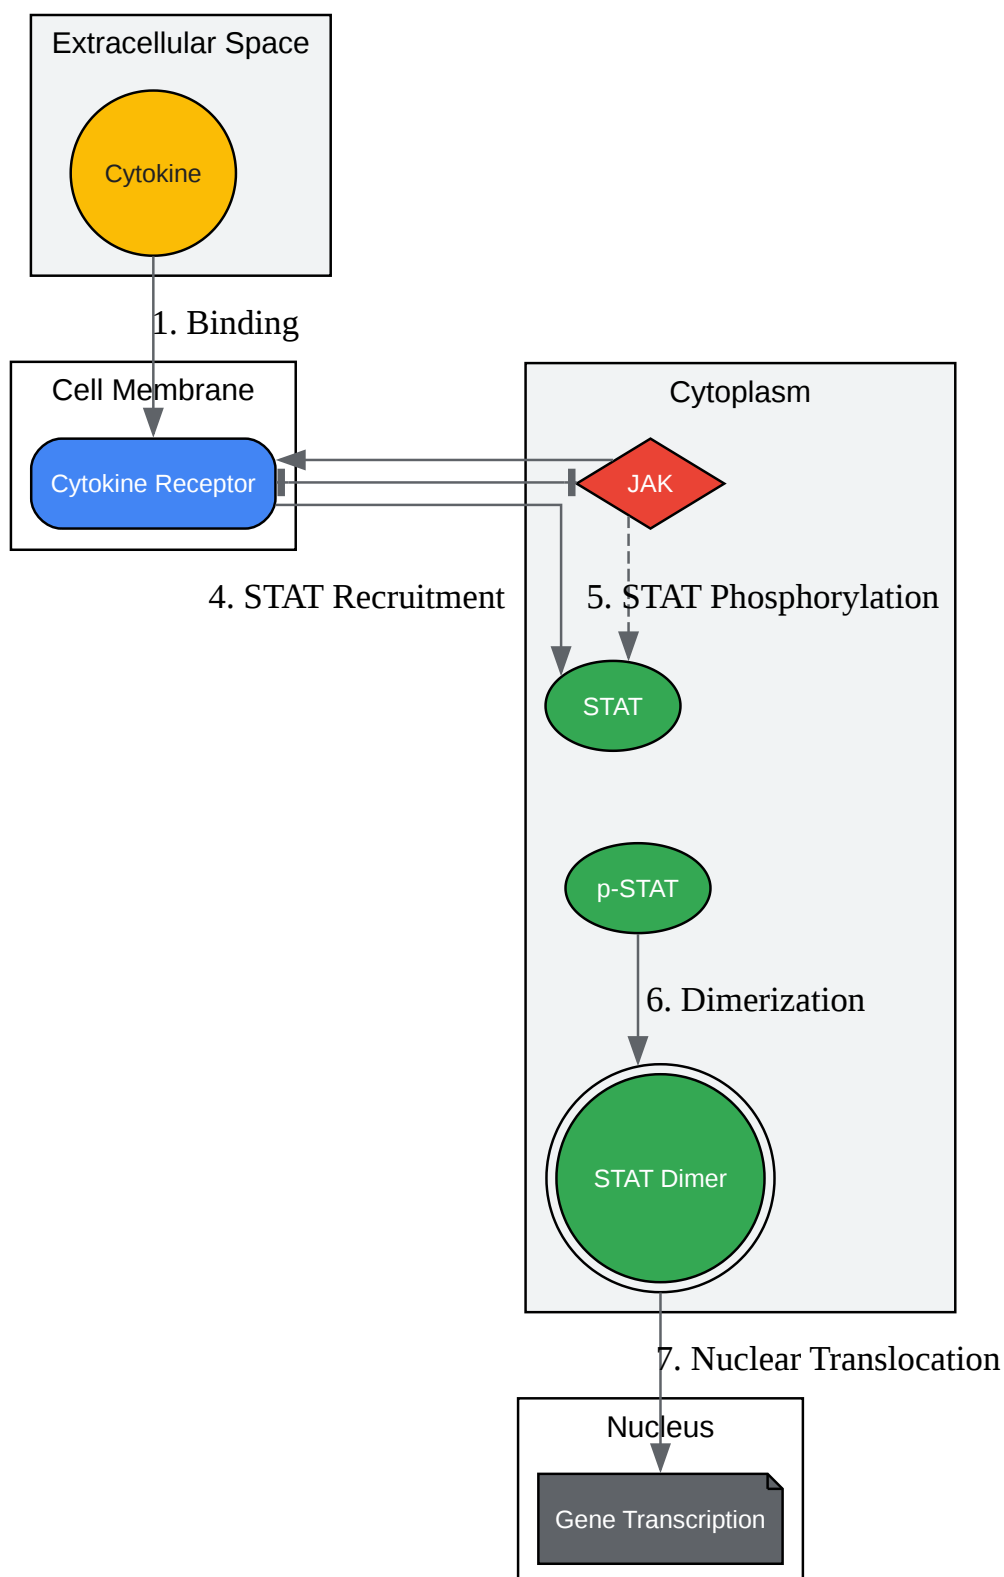 Extracellular Space
Cytokine
1. Binding
Cell Membrane
Cytoplasm
Cytokine Receptor
JAK
4. STAT Recruitment
5. STAT Phosphorylation
STAT
p-STAT
6. Dimerization
STAT Dimer
7. Nuclear Translocation
Nucleus
Gene Transcription